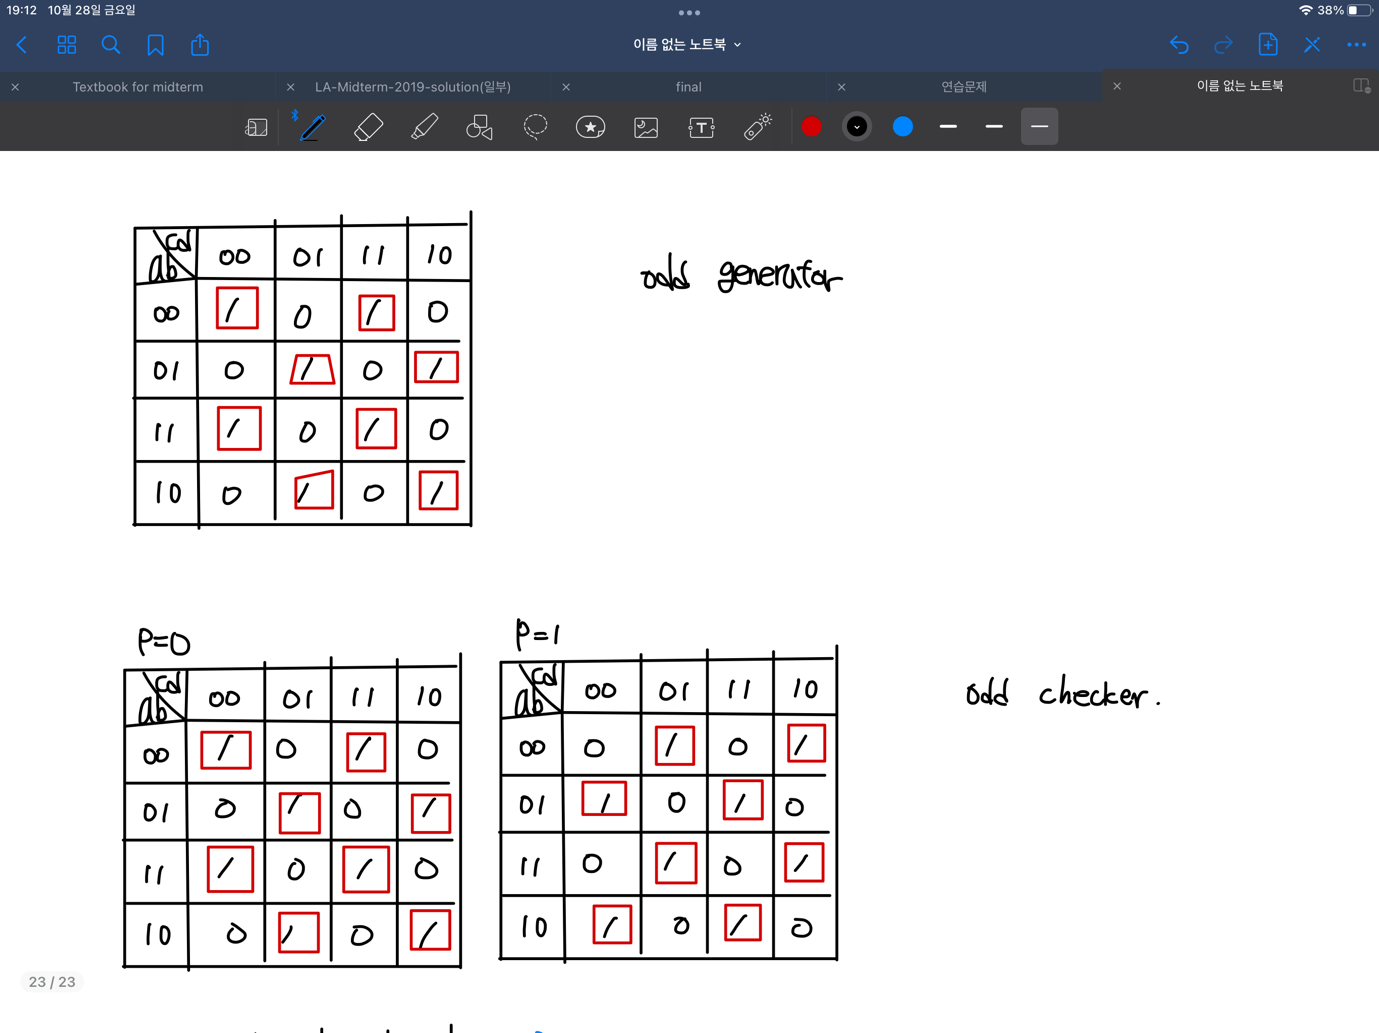 19:12 10월 28일 금요일
38%
이름 없는 노트북
Textbook for midterm
LA-Midterm-2019-solution(일부)
final
연습문제
이름 없는 노트북
odd generator
ab cd 00 01 11 10
00 1 0 1 0
01 0 1 0 1
11 1 0 1 0
10 0 1 0 1
P=0
ab cd 00 01 11 10
00 1 0 1 0
01 0 1 0 1
11 1 0 1 0
10 0 1 0 1
P=1
ab cd 00 01 11 10
00 0 1 0 1
01 1 0 1 0
11 0 1 0 1
10 1 0 1 0
odd checker.
23 / 23